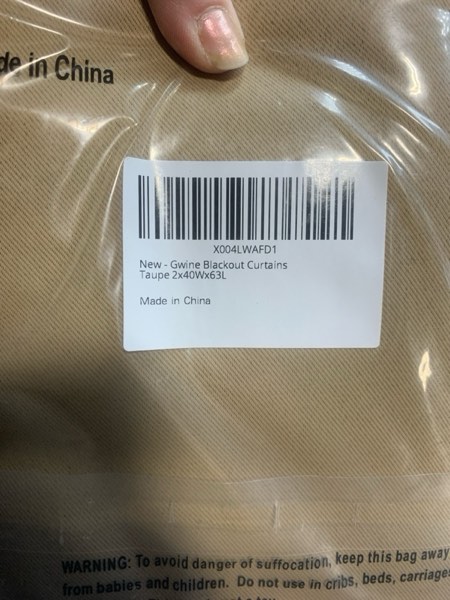 de in China
X004LWAFD1
New - Gwine Blackout Curtains
Taupe 2x40Wx63L
Made in China
WARNING: To avoid danger of suffocation, keep this bag away
from babies and children. Do not use in cribs, beds, carriages